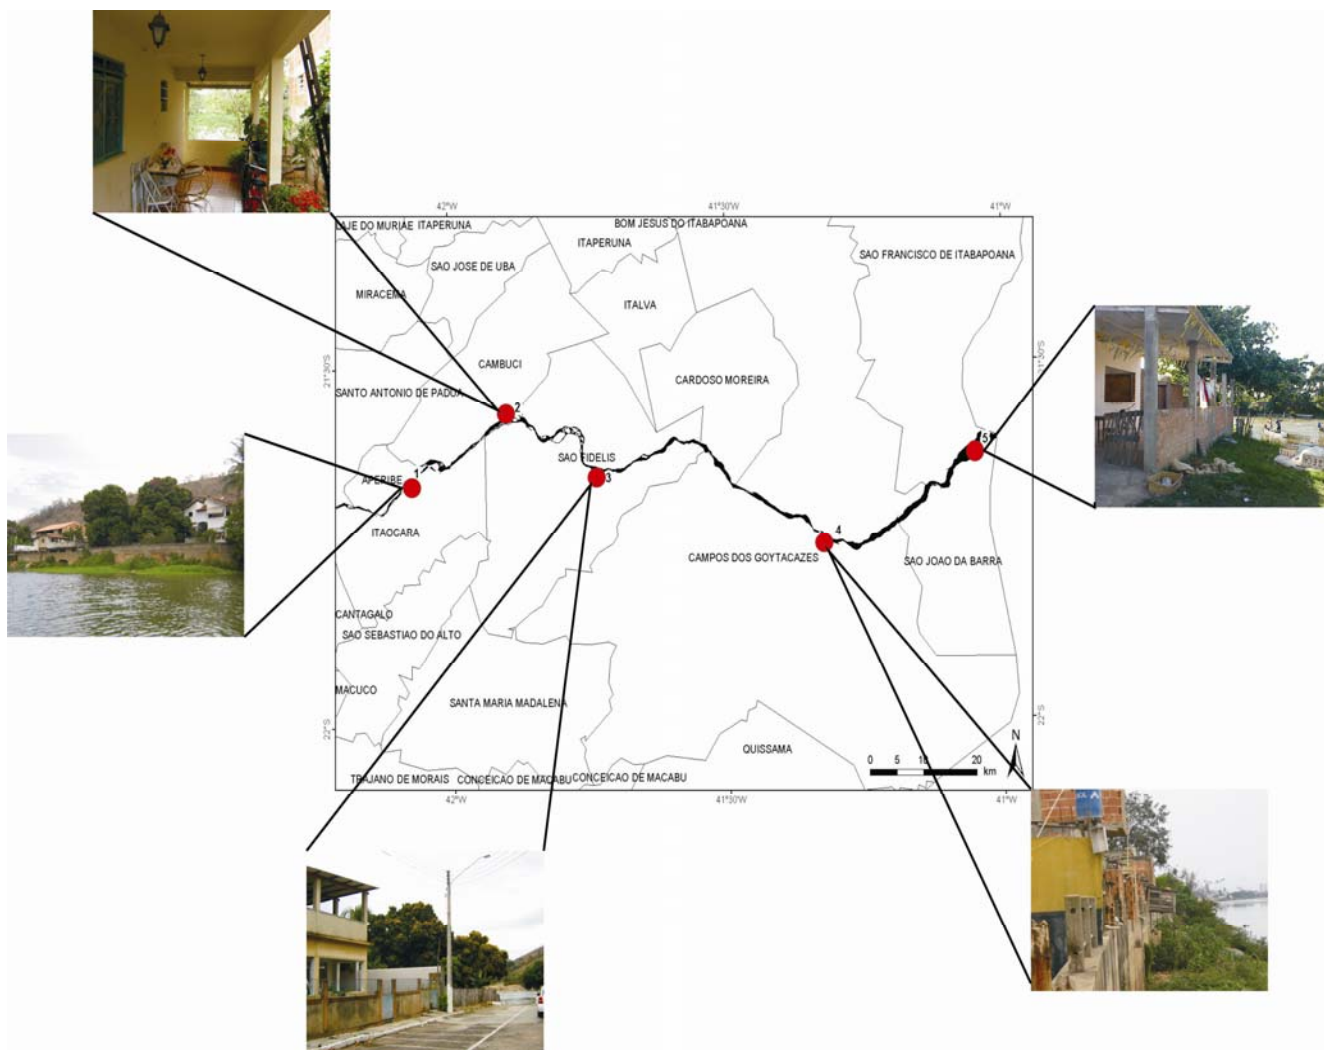 42°W
41°30'W
41°W
LAJE DO MURIAE
ITAPERUNA
BOM JESUS DO ITABAPOANA
ITAPERUNA
SAO FRANCISCO DE ITABAPOANA
SAO JOSE DE UBA
MIRACEMA
ITALVA
21°30'S
21°30'S
CAMBUCI
CARDOSO MOREIRA
SANTO ANTONIO DE PADUA
2
5
SAO FIDELIS
1
APERIBE
3
ITAOCARA
4
CAMPOS DOS GOYTACAZES
SAO JOAO DA BARRA
CANTAGALO
SAO SEBASTIAO DO ALTO
MACUCO
SANTA MARIA MADALENA
22°S
22°S
QUISSAMA
N
0 5 10 20
km
TRAJANO DE MORAIS
CONCEICAO DE MACABU
CONCEICAO DE MACABU
42°W
41°30'W
41°W